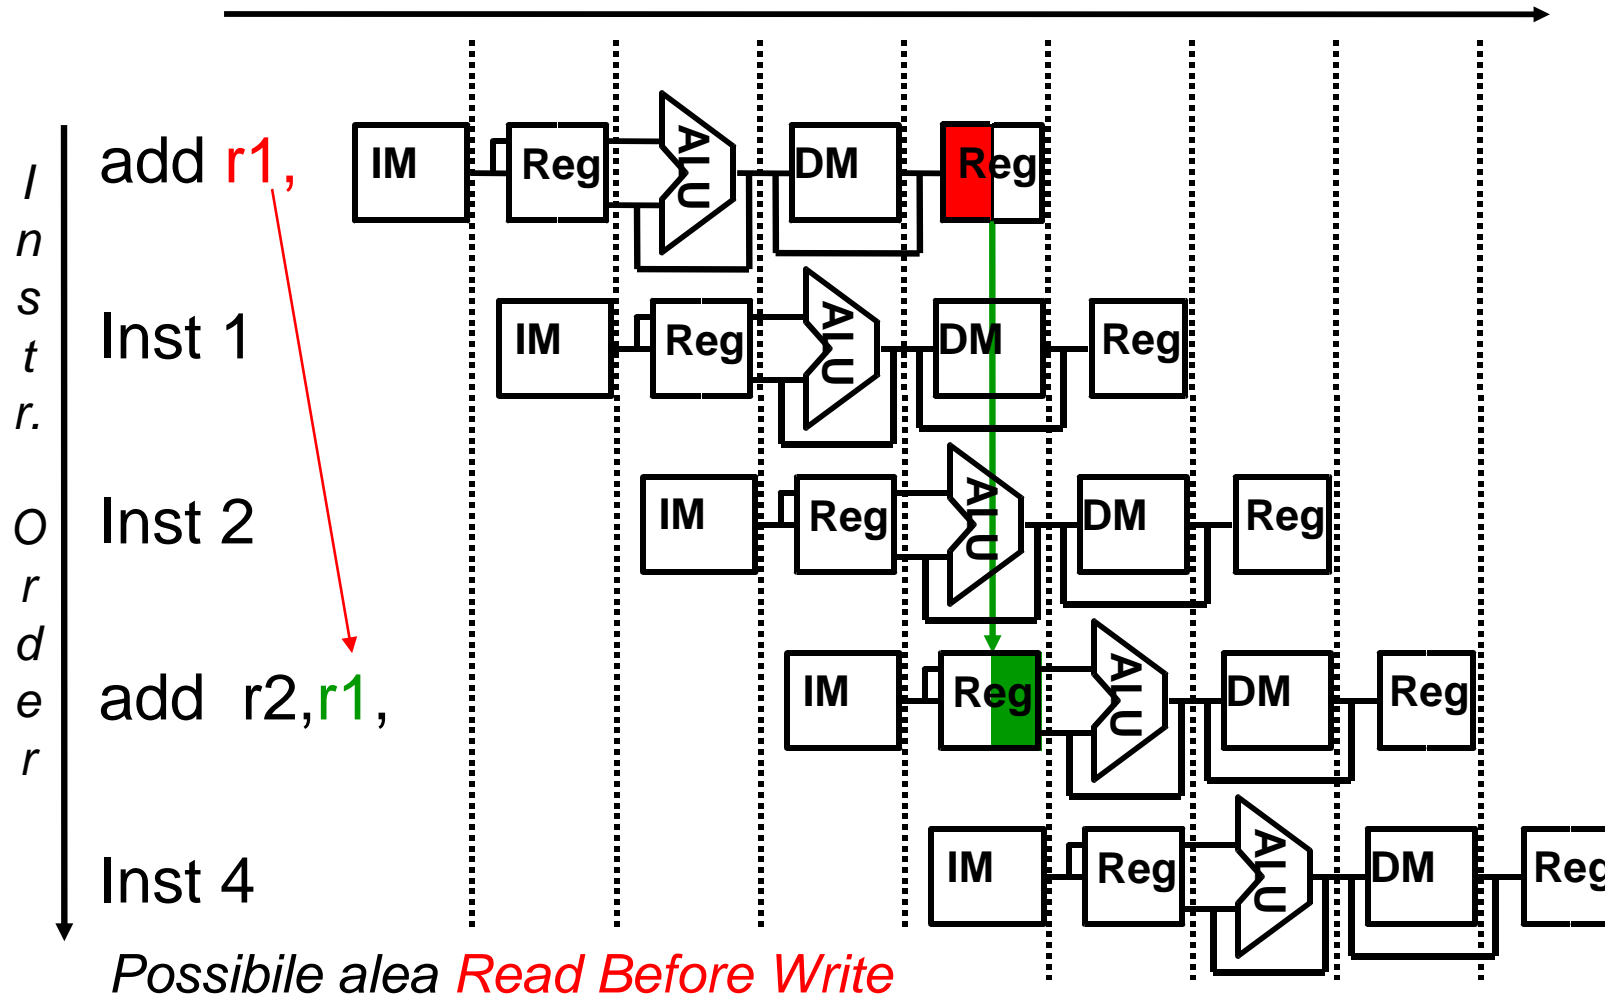 Instr. Order
add r1, IM Reg ALU DM Reg
Inst 1 IM Reg ALU DM Reg
Inst 2 IM Reg ALU DM Reg
add r2,r1, IM Reg ALU DM Reg
Inst 4 IM Reg ALU DM Reg
Possibile alea Read Before Write